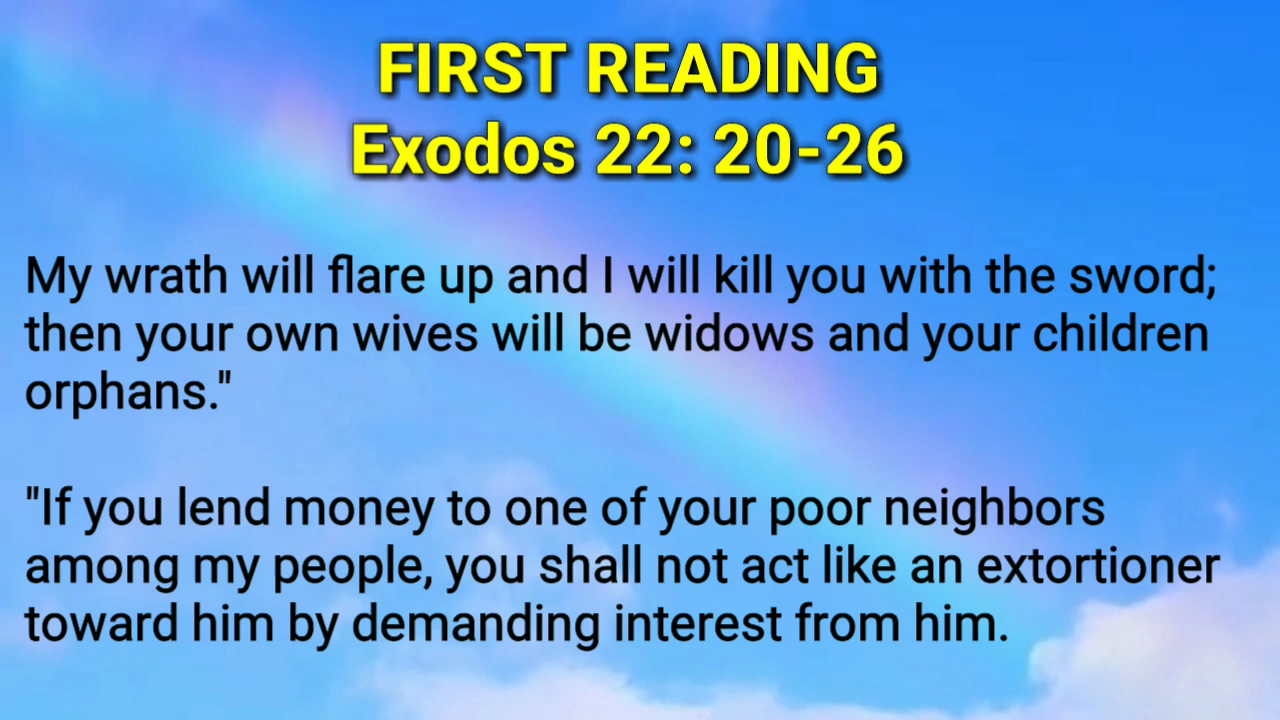 FIRST READING
Exodos 22: 20-26
My wrath will flare up and I will kill you with the sword;
then your own wives will be widows and your children
orphans."
"If you lend money to one of your poor neighbors
among my people, you shall not act like an extortioner
toward him by demanding interest from him.